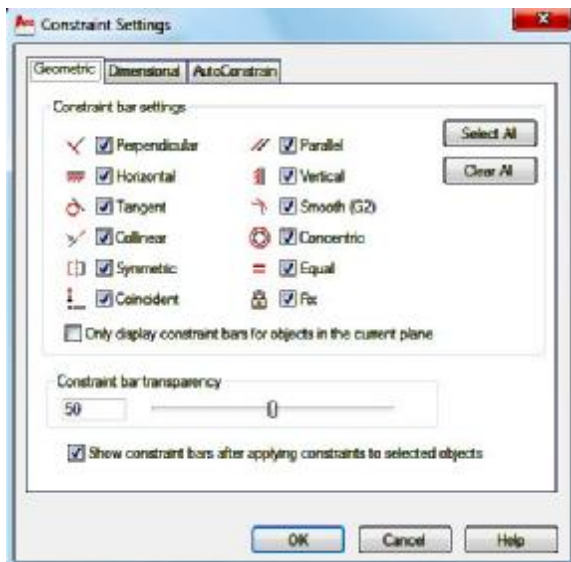 Constraint Settings
Geometric Dimensional AutoConstrain
Constraint bar settings
Perpendicular Parallel Select All
Horizontal Vertical Clear All
Tangent Smooth (G2)
Collinear Concentric
Symmetric Equal
Coincident Fix
Only display constraint bars for objects in the current plane
Constraint bar transparency
50
Show constraint bars after applying constraints to selected objects
OK Cancel Help